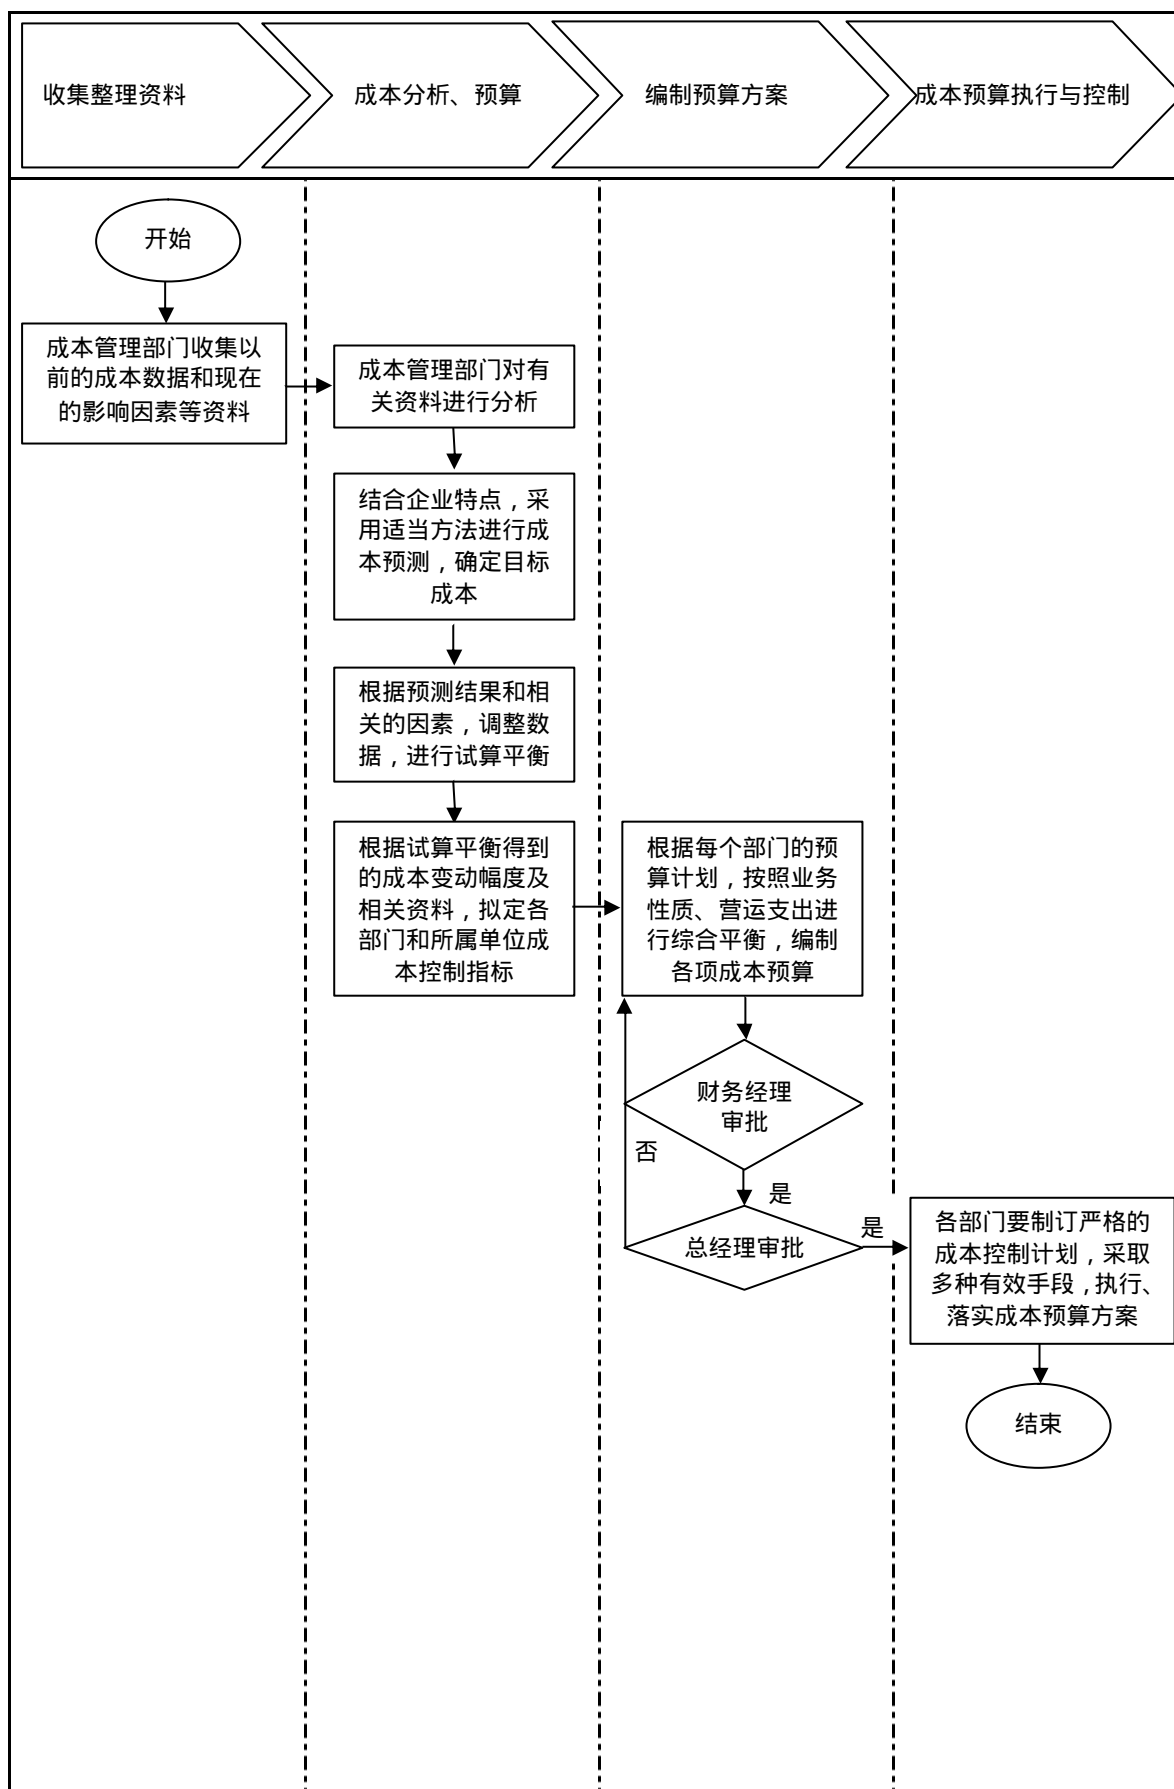 收集整理资料
成本分析、预算
编制预算方案
成本预算执行与控制
开始
成本管理部门收集以
前的成本数据和现在
的影响因素等资料
成本管理部门对有
关资料进行分析
结合企业特点，采
用适当方法进行成
本预测，确定目标
成本
根据预测结果和相
关的因素，调整数
据，进行试算平衡
根据试算平衡得到
的成本变动幅度及
相关资料，拟定各
部门和所属单位成
本控制指标
根据每个部门的预
算计划，按照业务
性质、营运支出进
行综合平衡，编制
各项成本预算
财务经理
审批
否
是
总经理审批
是
各部门要制订严格的
成本控制计划，采取
多种有效手段，执行、
落实成本预算方案
结束